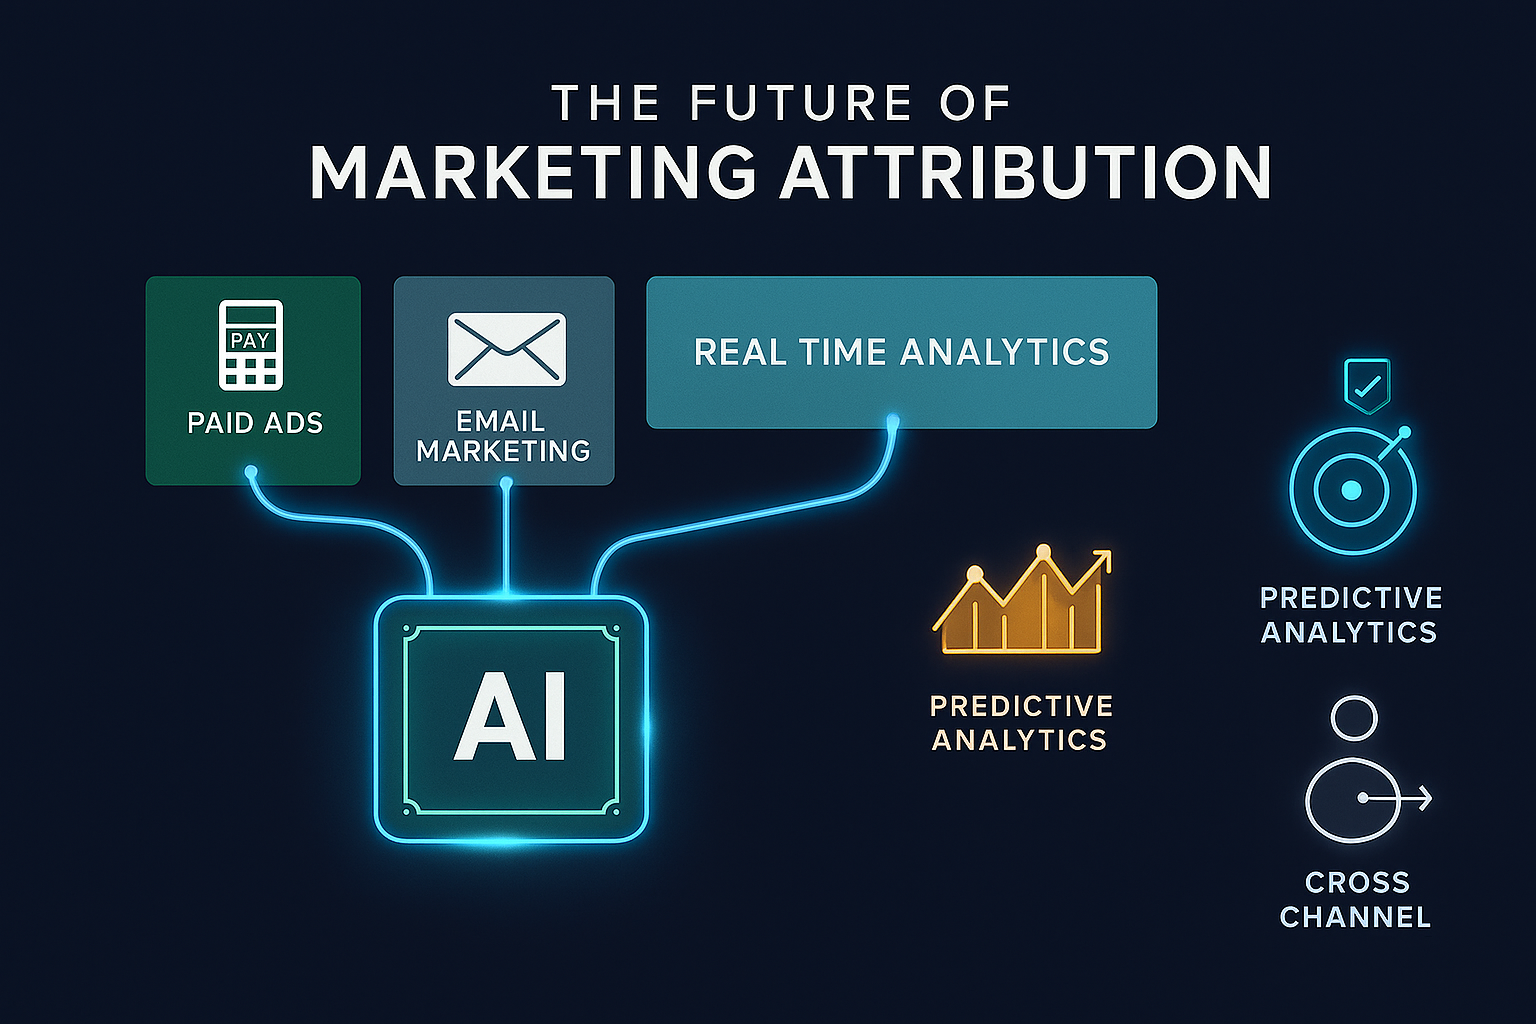 THE FUTURE OF
MARKETING ATTRIBUTION
PAY
PAID ADS
EMAIL
MARKETING
REAL TIME ANALYTICS
AI
PREDICTIVE
ANALYTICS
PREDICTIVE
ANALYTICS
CROSS
CHANNEL